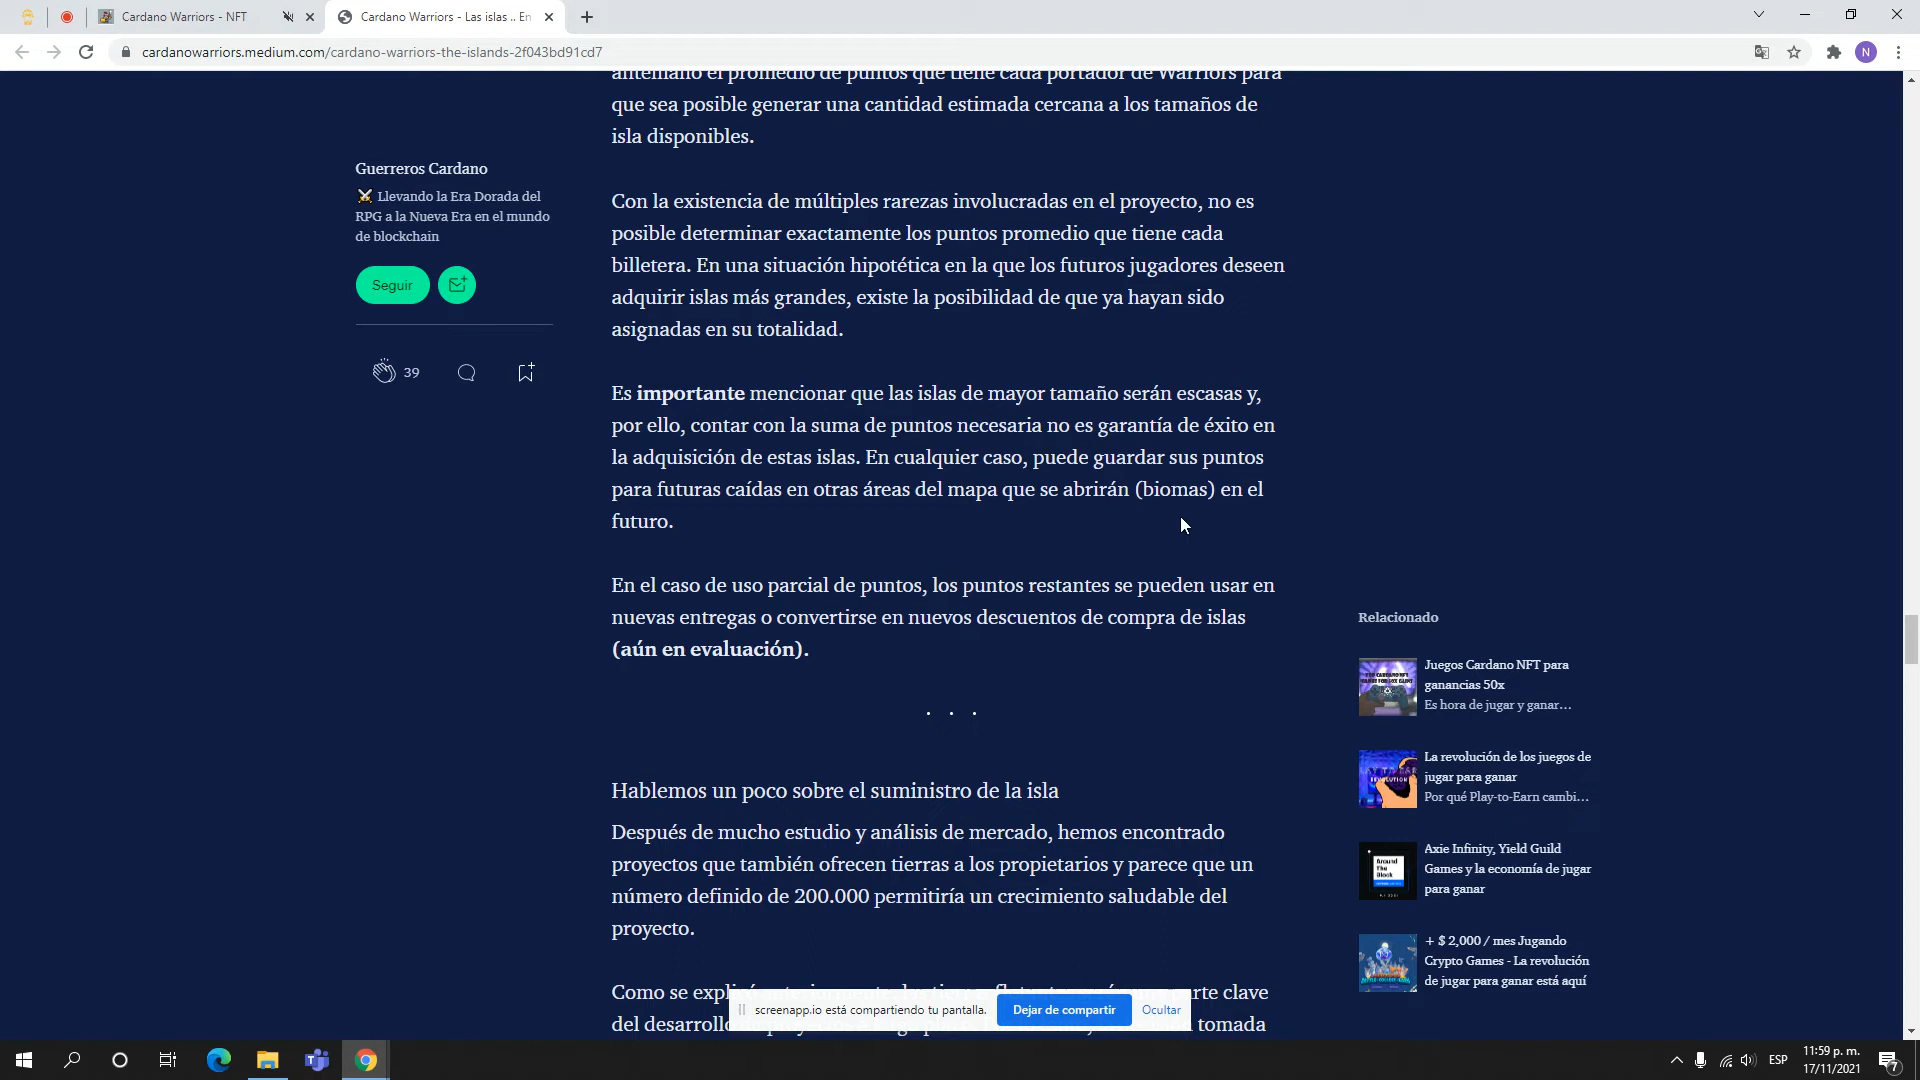 Cardano Warriors - NFT
Cardano Warriors - Las islas .. En
cardanowarriors.medium.com/cardano-warriors-the-islands-2f043bd91cd7
N
antemano el promedio de puntos que tiene cada portador de Warriors para
que sea posible generar una cantidad estimada cercana a los tamaños de
isla disponibles.
Guerreros Cardano
Llevando la Era Dorada del
RPG a la Nueva Era en el mundo
de blockchain
Seguir
39
Con la existencia de múltiples rarezas involucradas en el proyecto, no es
posible determinar exactamente los puntos promedio que tiene cada
billetera. En una situación hipotética en la que los futuros jugadores deseen
adquirir islas más grandes, existe la posibilidad de que ya hayan sido
asignadas en su totalidad.
Es importante mencionar que las islas de mayor tamaño serán escasas y,
por ello, contar con la suma de puntos necesaria no es garantía de éxito en
la adquisición de estas islas. En cualquier caso, puede guardar sus puntos
para futuras caídas en otras áreas del mapa que se abrirán (biomas) en el
futuro.
En el caso de uso parcial de puntos, los puntos restantes se pueden usar en
nuevas entregas o convertirse en nuevos descuentos de compra de islas
(aún en evaluación).
. . .
Hablemos un poco sobre el suministro de la isla
Después de mucho estudio y análisis de mercado, hemos encontrado
proyectos que también ofrecen tierras a los propietarios y parece que un
número definido de 200.000 permitiría un crecimiento saludable del
proyecto.
Como se explicó anteriormente, parte clave
del desarrollo tomada
Relacionado
Juegos Cardano NFT para
ganancias 50x
Es hora de jugar y ganar...
La revolución de los juegos de
jugar para ganar
Por qué Play-to-Earn cambi...
Around
The
Block
Axie Infinity, Yield Guild
Games y la economía de jugar
para ganar
+ $ 2,000 / mes Jugando
Crypto Games - La revolución
de jugar para ganar está aquí
screenapp.io está compartiendo tu pantalla.
Dejar de compartir
Ocultar
ESP
11:59 p. m.
17/11/2021
7